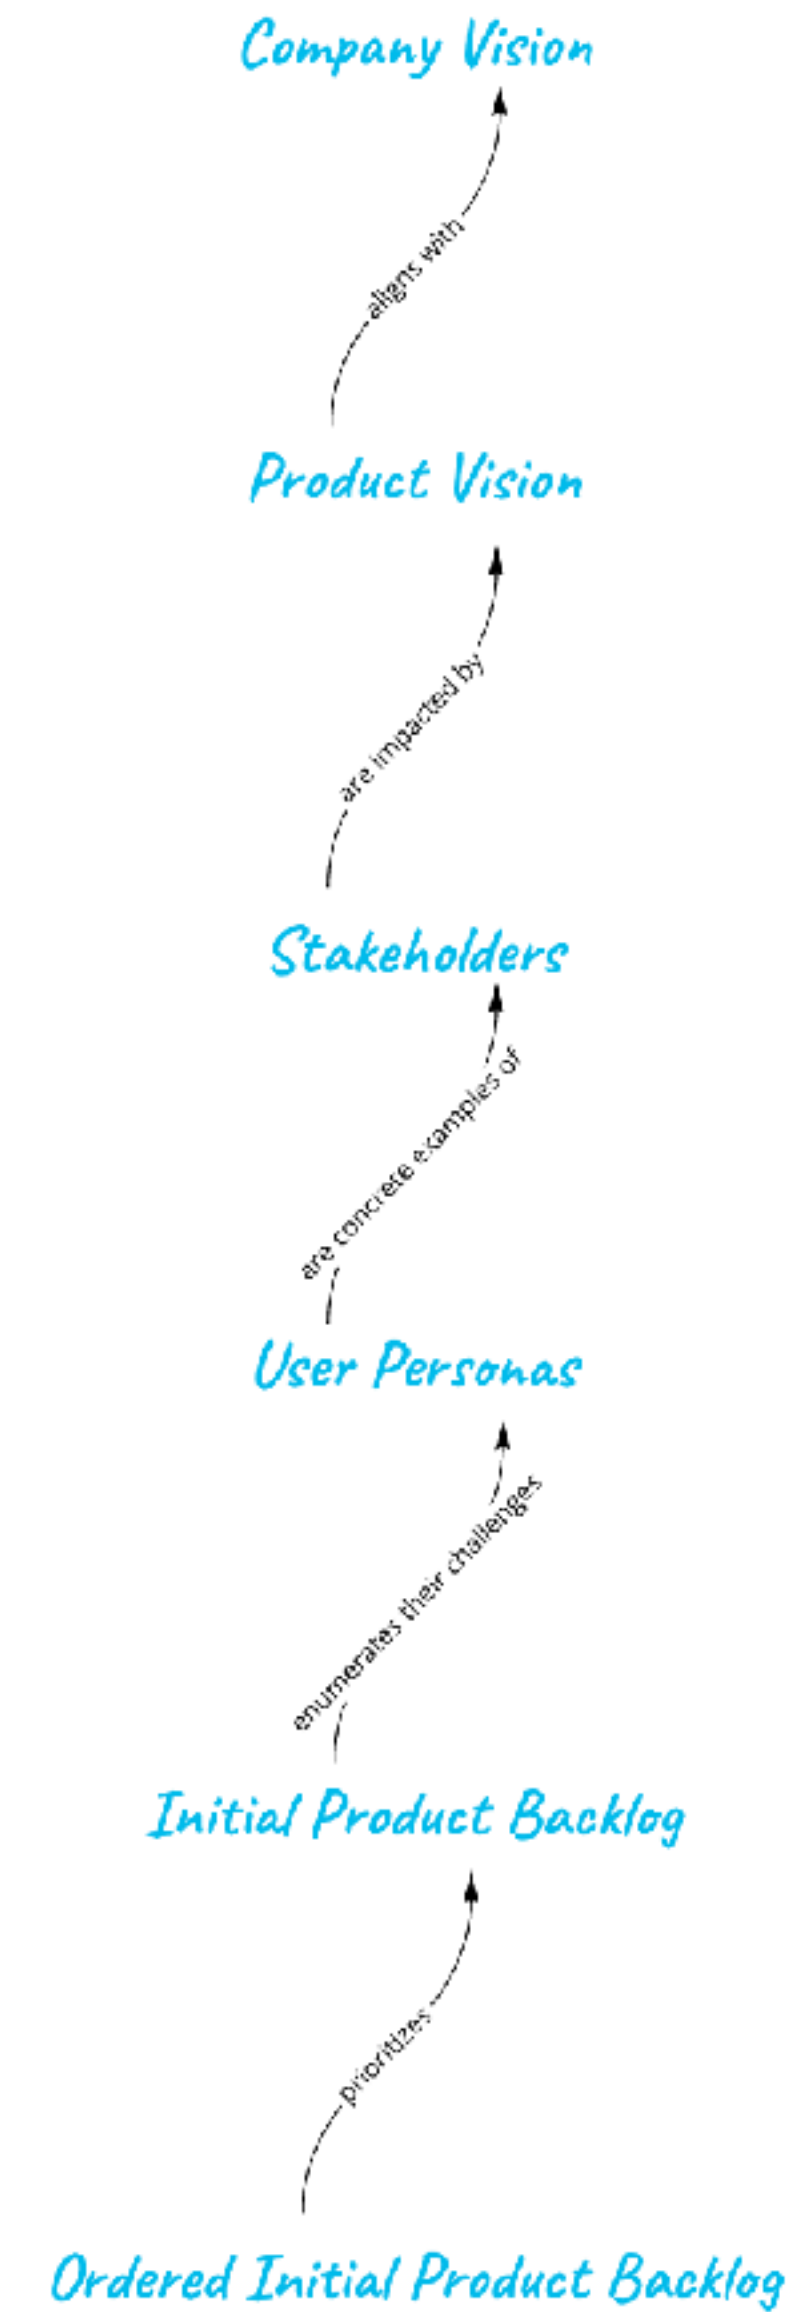 Company Vision
aligns with
Product Vision
are impacted by
Stakeholders
are concrete examples of
User Personas
enumerates their challenges
Initial Product Backlog
prioritizes
Ordered Initial Product Backlog